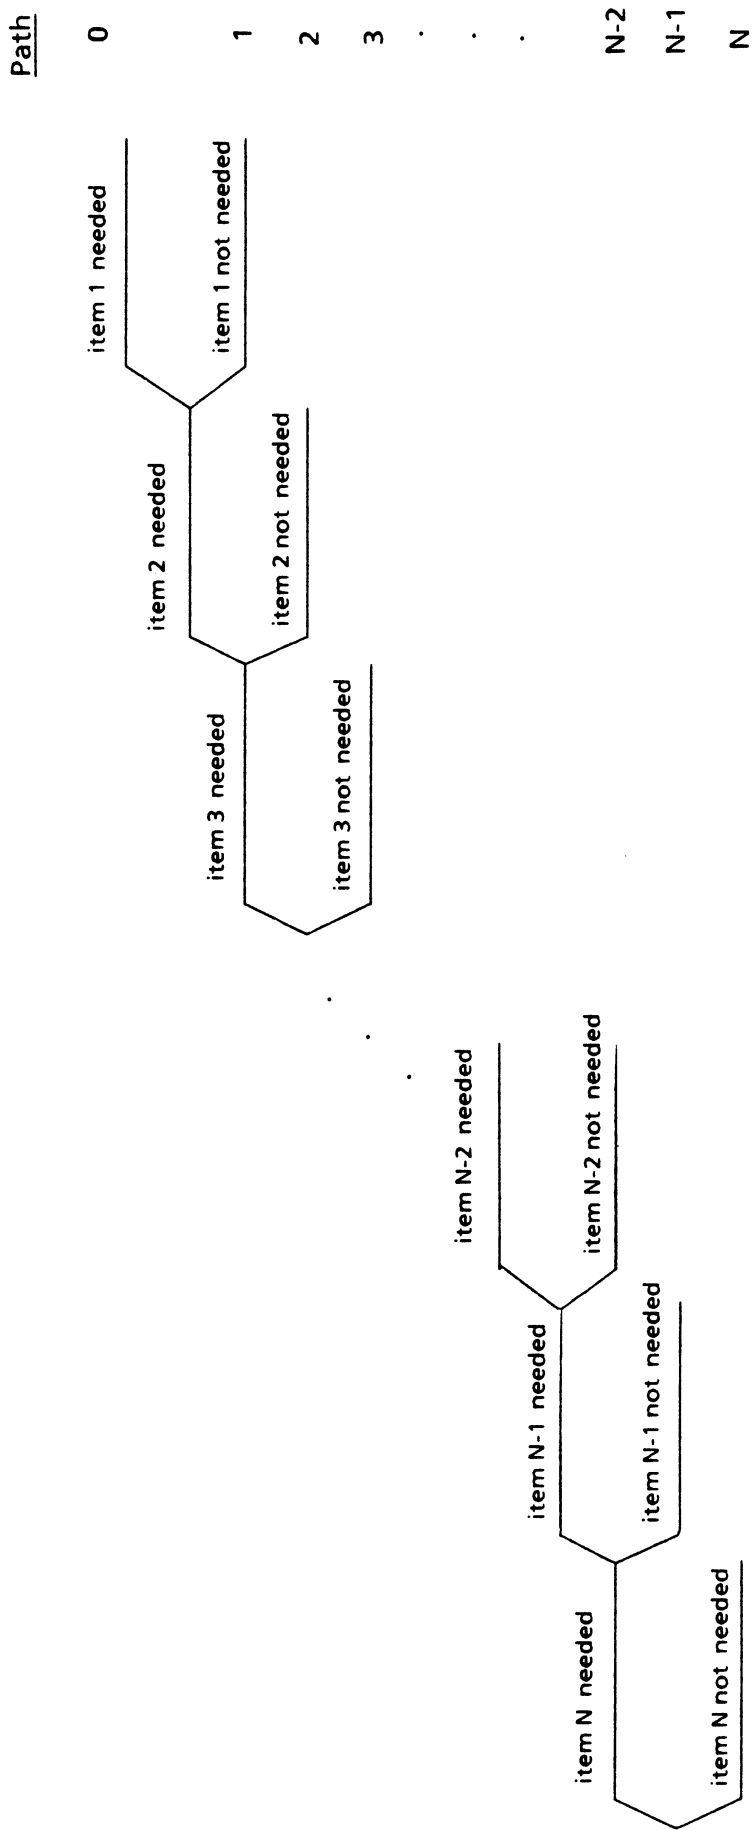 Path
0
item 1 needed
item 1 not needed
1
item 2 needed
item 2 not needed
2
item 3 needed
item 3 not needed
3
. . .
. . .
item N-2 needed
item N-2 not needed
N-2
item N-1 needed
item N-1 not needed
N-1
item N needed
item N not needed
N